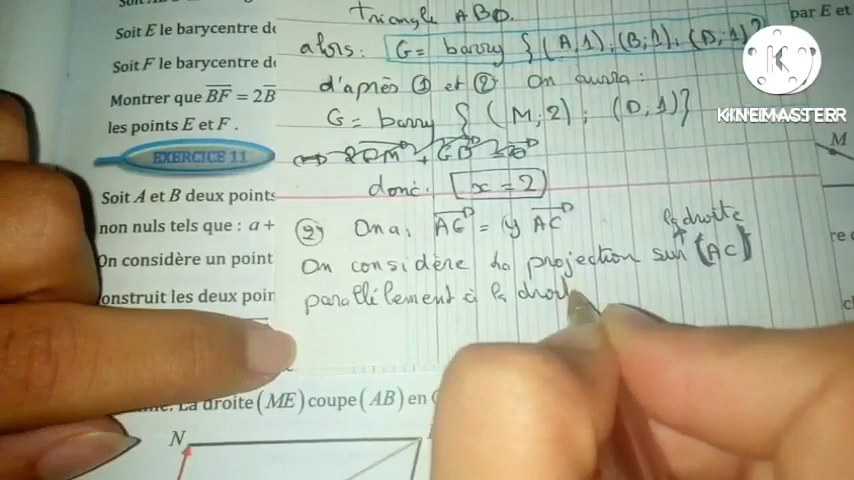 Soit E le barycentre de
Soit F le barycentre de
Montrer que BF = 2B
les points E et F .
EXERCICE 11
Soit A et B deux points
non nuls tels que : a +
On considère un point
onstruit les deux poin
triangle ABD.
alors: G = barry {(A,1);(B;1);(D;1)}
d'après ① et ② On aura:
G = barry { (M;2) ; (D,1)}
donc. x = 2
② On a: AG = y AC
la droite
On considère la projection sur (AC)
parallèlement à la droit
La droite (ME) coupe (AB) en
N
par E et
KINEMASTER
M